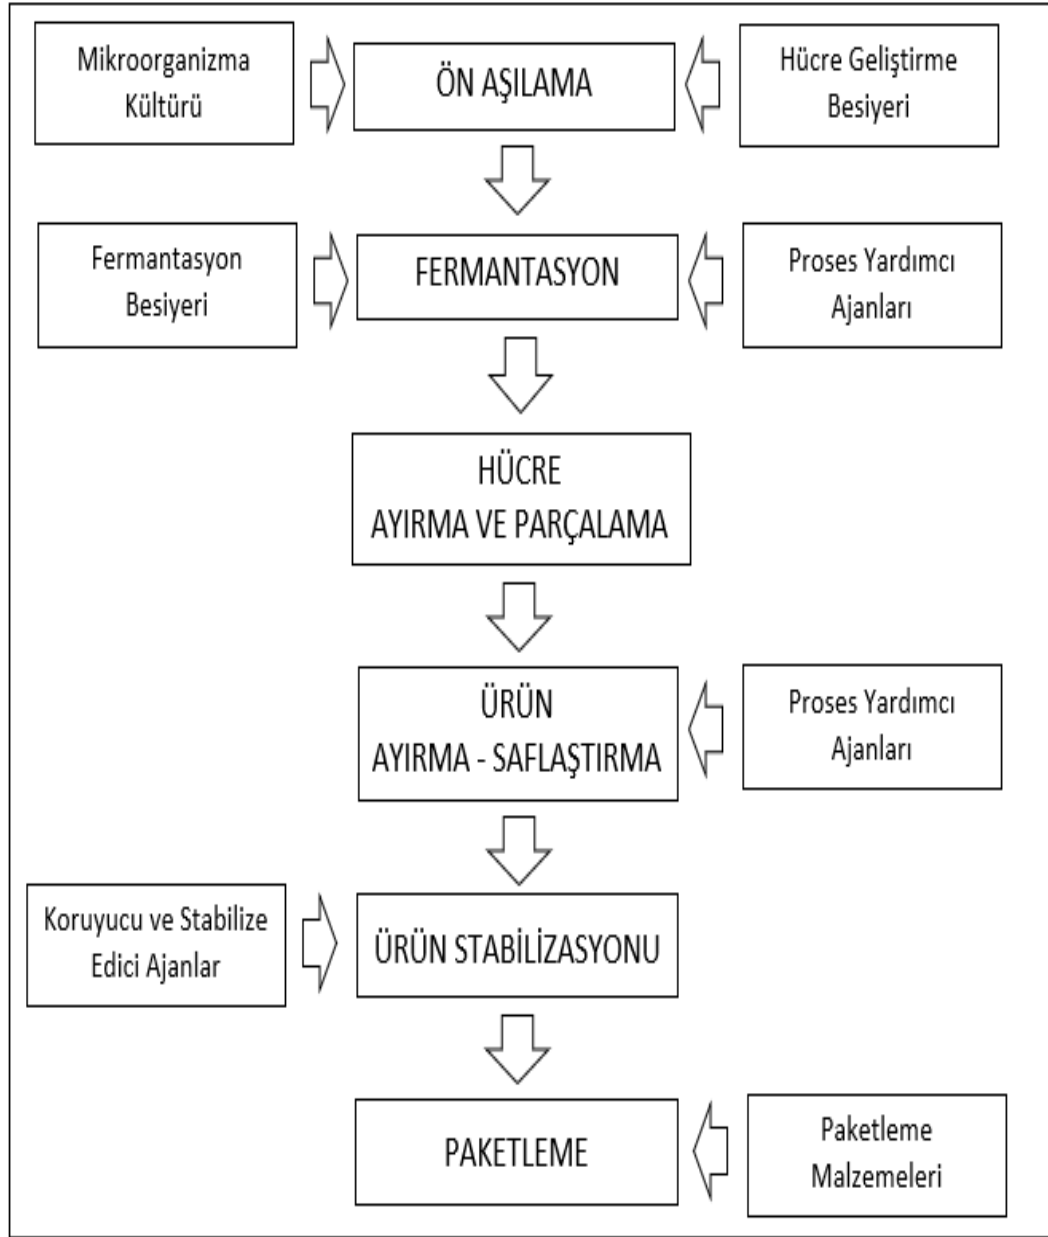 Mikroorganizma
Kültürü
ÖN AŞILAMA
Hücre Geliştirme
Besiyeri
Fermantasyon
Besiyeri
FERMANTASYON
Proses Yardımcı
Ajanları
HÜCRE
AYIRMA VE PARÇALAMA
ÜRÜN
AYIRMA - SAFLAŞTIRMA
Proses Yardımcı
Ajanları
Koruyucu ve Stabilize
Edici Ajanlar
ÜRÜN STABİLİZASYONU
PAKETLEME
Paketleme
Malzemeleri